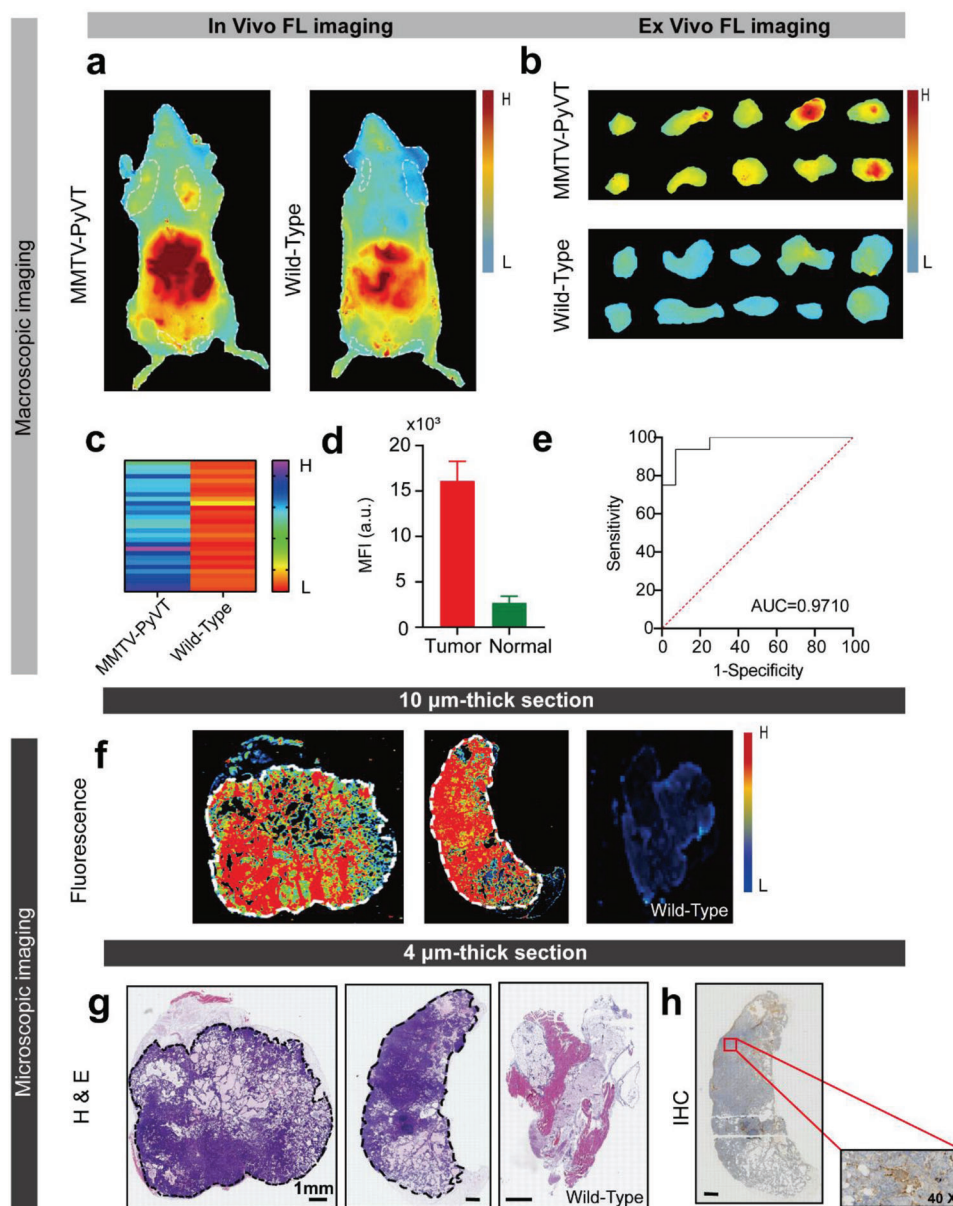 In Vivo FL imaging
Ex Vivo FL imaging
Macroscopic imaging
a
MMTV-PyVT
Wild-Type
H
L
b
MMTV-PyVT
Wild-Type
H
L
c
H
L
MMTV-PyVT
Wild-Type
d
x10³
20
15
10
5
0
MFI (a.u.)
Tumor
Normal
e
100
80
60
40
20
0
Sensitivity
AUC=0.9710
0 20 40 60 80 100
1-Specificity
10 µm-thick section
Microscopic imaging
f
Fluorescence
Wild-Type
H
L
4 µm-thick section
g
H & E
1mm
Wild-Type
h
IHC
40 X